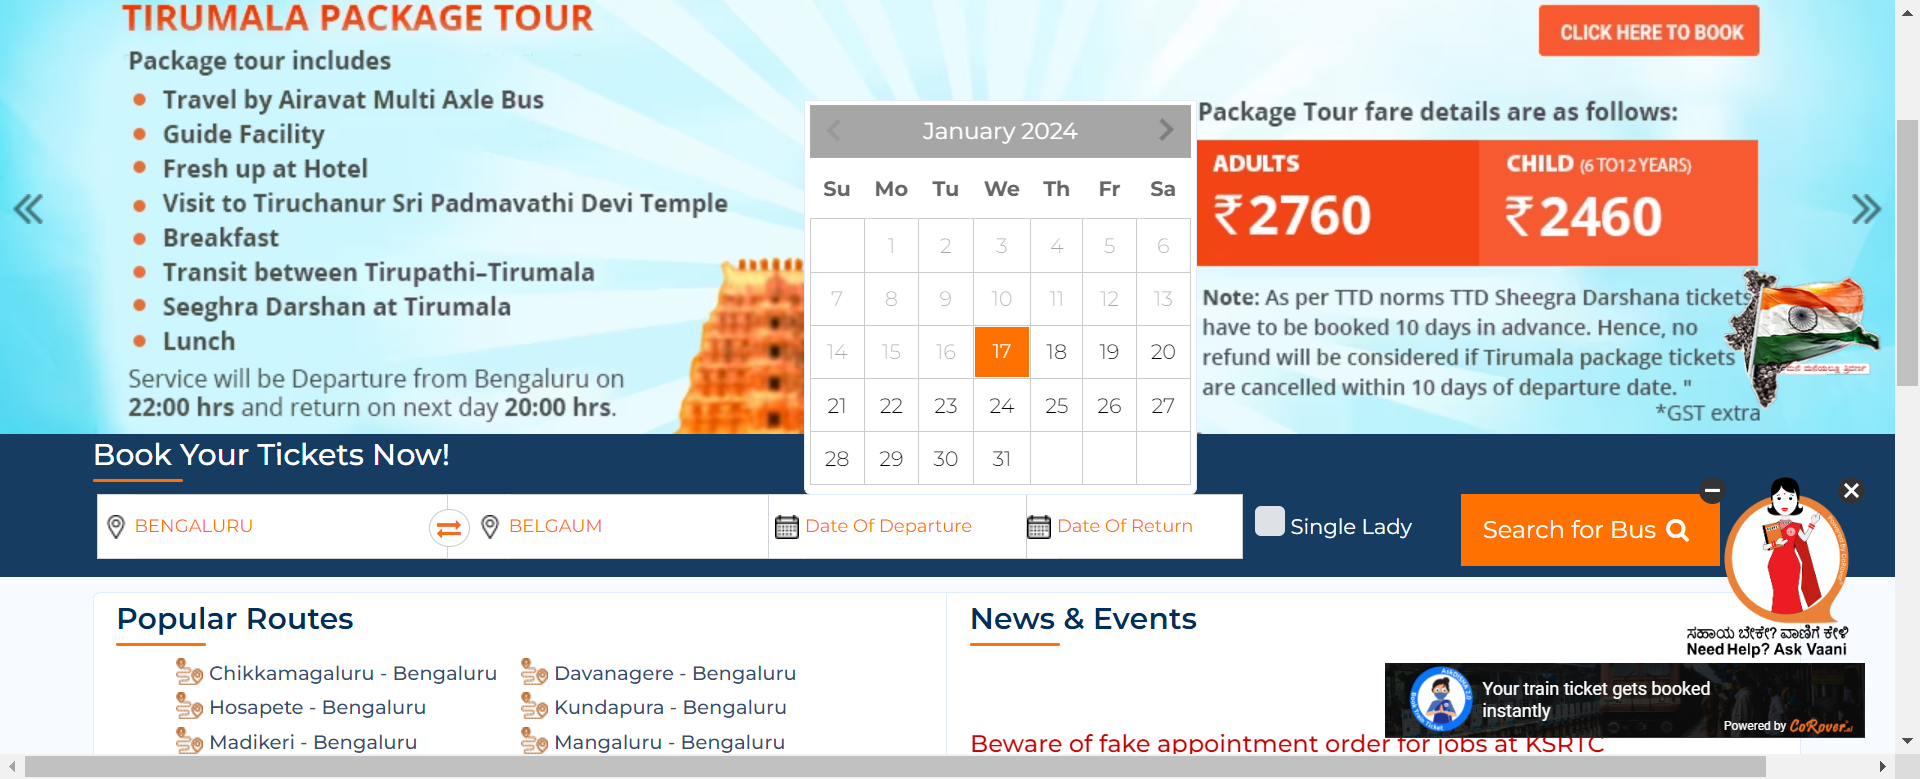 TIRUMALA PACKAGE TOUR
Package tour includes
Travel by Airavat Multi Axle Bus
Guide Facility
Fresh up at Hotel
Visit to Tiruchanur Sri Padmavathi Devi Temple
Breakfast
Transit between Tirupathi-Tirumala
Seeghra Darshan at Tirumala
Lunch
Service will be Departure from Bengaluru on
22:00 hrs and return on next day 20:00 hrs.
January 2024
Su Mo Tu We Th Fr Sa
1 2 3 4 5 6
7 8 9 10 11 12 13
14 15 16 17 18 19 20
21 22 23 24 25 26 27
28 29 30 31
CLICK HERE TO BOOK
Package Tour fare details are as follows:
ADULTS
₹2760
CHILD (6 TO12 YEARS)
₹2460
Note: As per TTD norms TTD Sheegra Darshana tickets
have to be booked 10 days in advance. Hence, no
refund will be considered if Tirumala package tickets
are cancelled within 10 days of departure date. "
*GST extra
Book Your Tickets Now!
BENGALURU
BELGAUM
Date Of Departure
Date Of Return
Single Lady
Search for Bus
ಸಹಾಯ ಬೇಕೇ? ವಾಣಿಗೆ ಕೇಳಿ
Need Help? Ask Vaani
Popular Routes
Chikkamagaluru - Bengaluru
Davanagere - Bengaluru
Hosapete - Bengaluru
Kundapura - Bengaluru
Madikeri - Bengaluru
Mangaluru - Bengaluru
News & Events
Your train ticket gets booked
instantly
Powered by CoRover.ai
Beware of fake appointment order for jobs at KSRTC